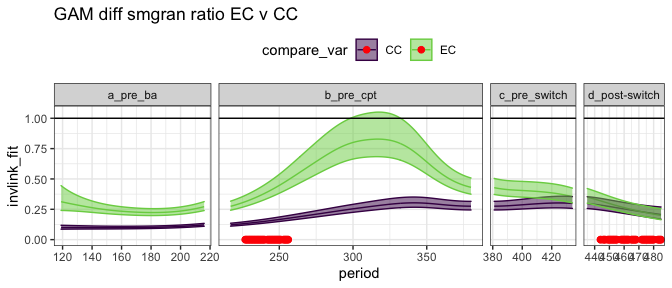 GAM diff smgran ratio EC v CC
compare_var CC EC
a_pre_ba b_pre_cpt c_pre_switch d_post-switch
1.00
0.75
0.50
0.25
0.00
invlink_fit
120 140 160 180 200 220 300 350 380 400 420 440 450 460 470 480
period